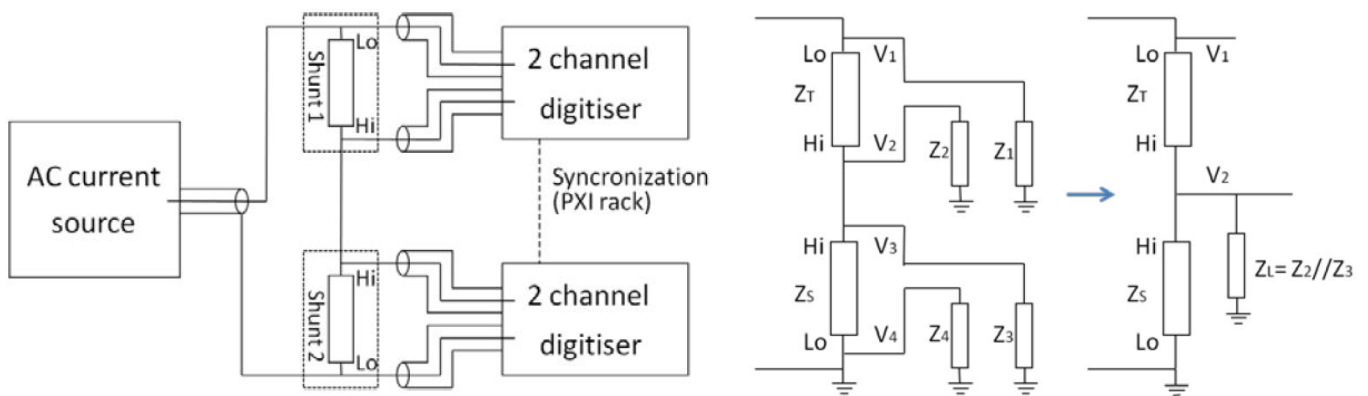 AC current
source
Shunt 1
Lo
Hi
2 channel
digitiser
Syncronization
(PXI rack)
Shunt 2
Hi
Lo
2 channel
digitiser
Lo
ZT
Hi
V1
V2
Z2
Z1
Hi
ZS
Lo
V3
V4
Z4
Z3
Lo
ZT
Hi
V1
V2
Hi
ZS
Lo
ZL= Z2//Z3